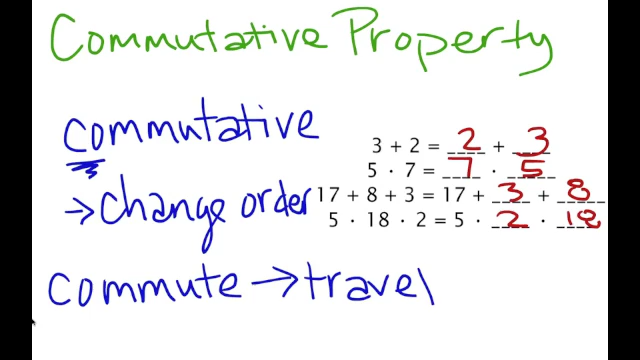 Commutative Property
commutative
→ change order
commute → travel
3 + 2 = 2 + 3
5 · 7 = 7 · 5
17 + 8 + 3 = 17 + 3 + 8
5 · 18 · 2 = 5 · 2 · 18